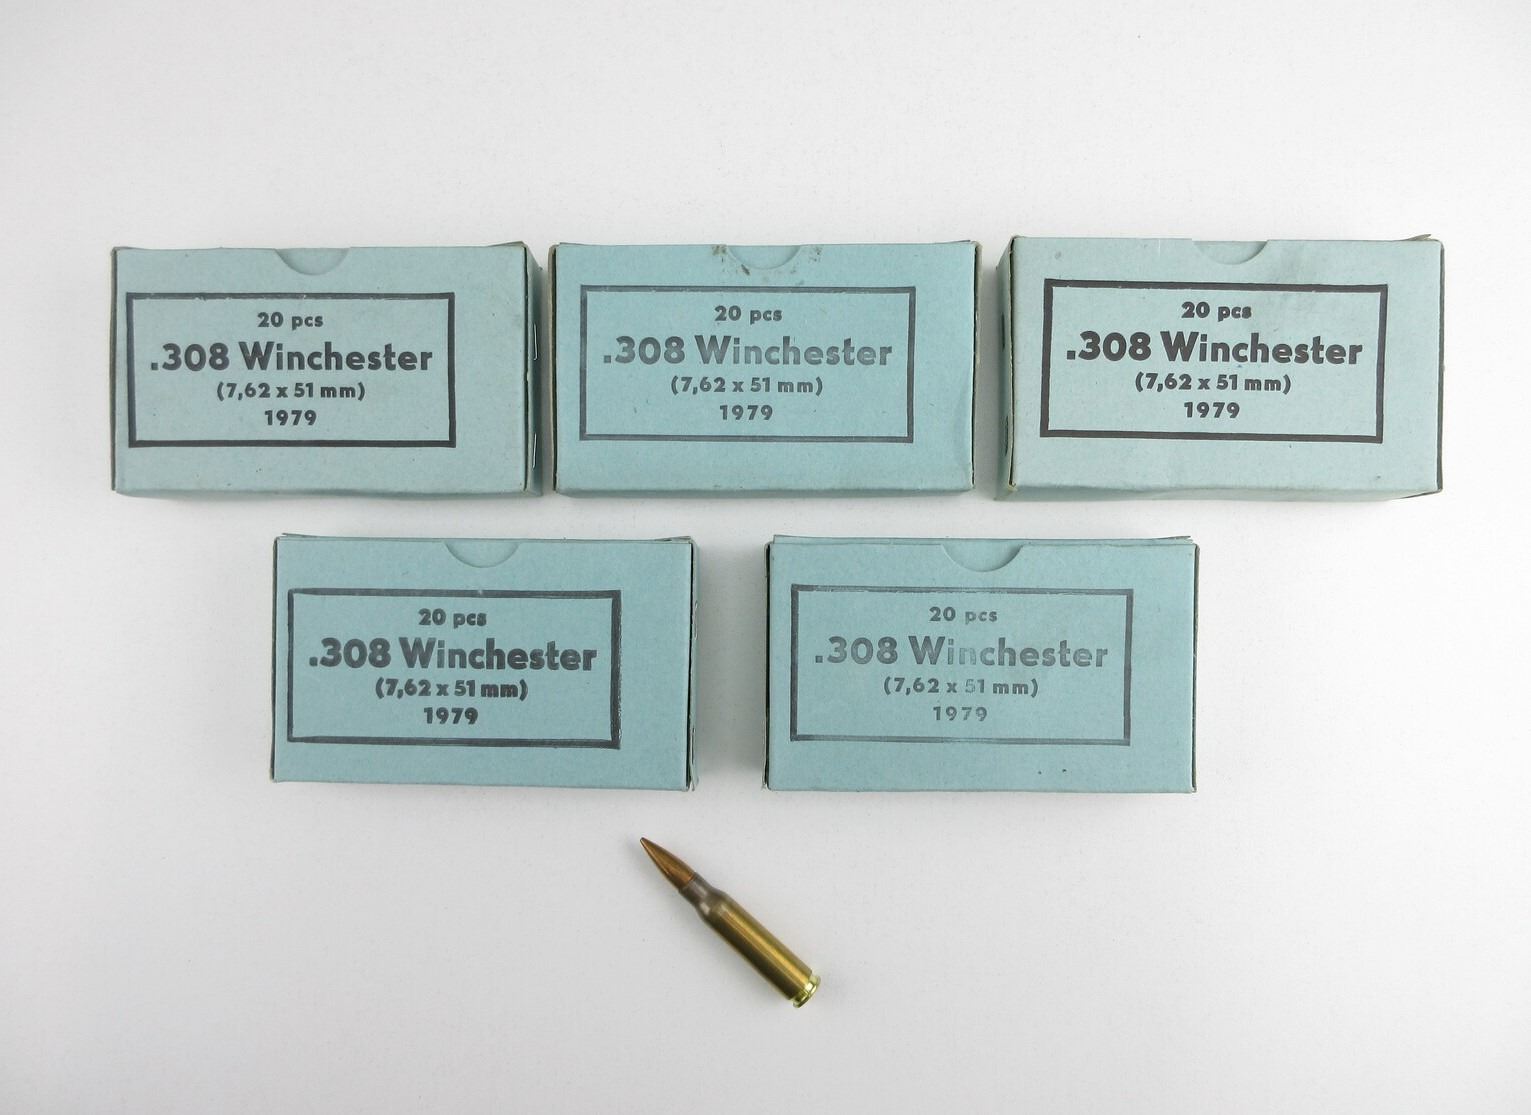 20 pcs
.308 Winchester
(7,62 x 51 mm)
1979
20 pcs
.308 Winchester
(7,62 x 51 mm)
1979
20 pcs
.308 Winchester
(7,62 x 51 mm)
1979
20 pcs
.308 Winchester
(7,62 x 51 mm)
1979
20 pcs
.308 Winchester
(7,62 x 51 mm)
1979